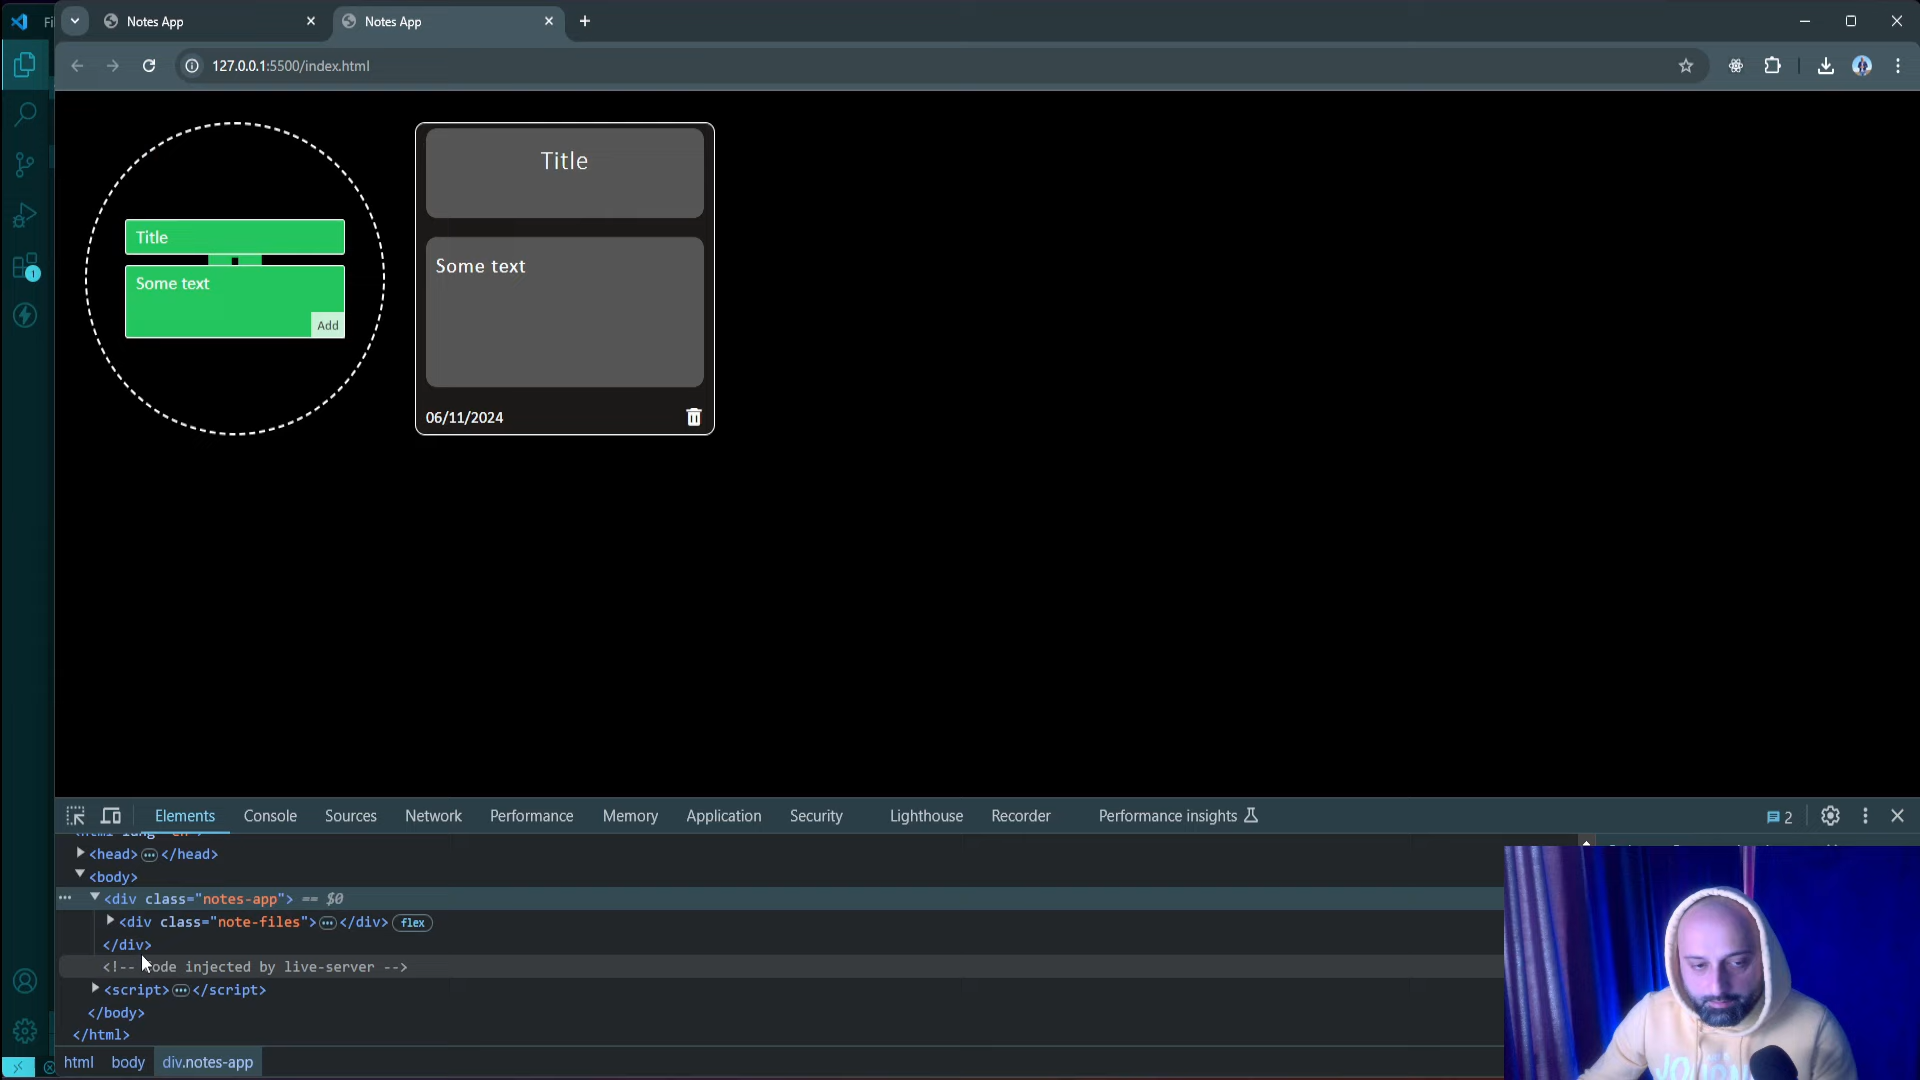 Fi
Notes App
Notes App
127.0.0.1:5500/index.html
Title
Some text
Add
Title
Some text
06/11/2024
1
Elements
Console
Sources
Network
Performance
Memory
Application
Security
Lighthouse
Recorder
Performance insights
2
<head>…</head>
<body>
<div class="notes-app"> == $0
<div class="note-files">…</div> flex
</div>
<!-- Code injected by live-server -->
<script>…</script>
</body>
</html>
html body div.notes-app